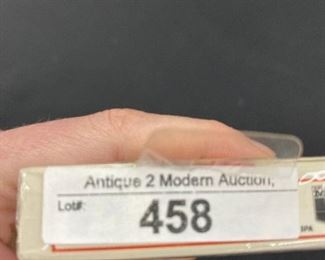 Antique 2 Modern Auction,
Lot#:
458